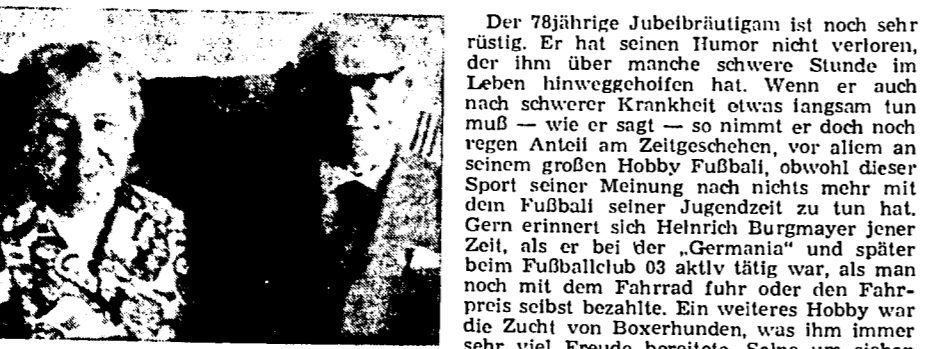 Der 78jährige Jubelbräutigam ist noch sehr
rüstig. Er hat seinen Humor nicht verloren,
der ihm über manche schwere Stunde im
Leben hinweggeholfen hat. Wenn er auch
nach schwerer Krankheit etwas langsam tun
muß — wie er sagt — so nimmt er doch noch
regen Anteil am Zeitgeschehen, vor allem an
seinem großen Hobby Fußball, obwohl dieser
Sport seiner Meinung nach nichts mehr mit
dem Fußball seiner Jugendzeit zu tun hat.
Gern erinnert sich Heinrich Burgmayer jener
Zeit, als er bei der „Germania“ und später
beim Fußballclub 03 aktiv tätig war, als man
noch mit dem Fahrrad fuhr oder den Fahr-
preis selbst bezahlte. Ein weiteres Hobby war
die Zucht von Boxerhunden, was ihm immer
sehr viel Freude bereitete. Seine um sieben